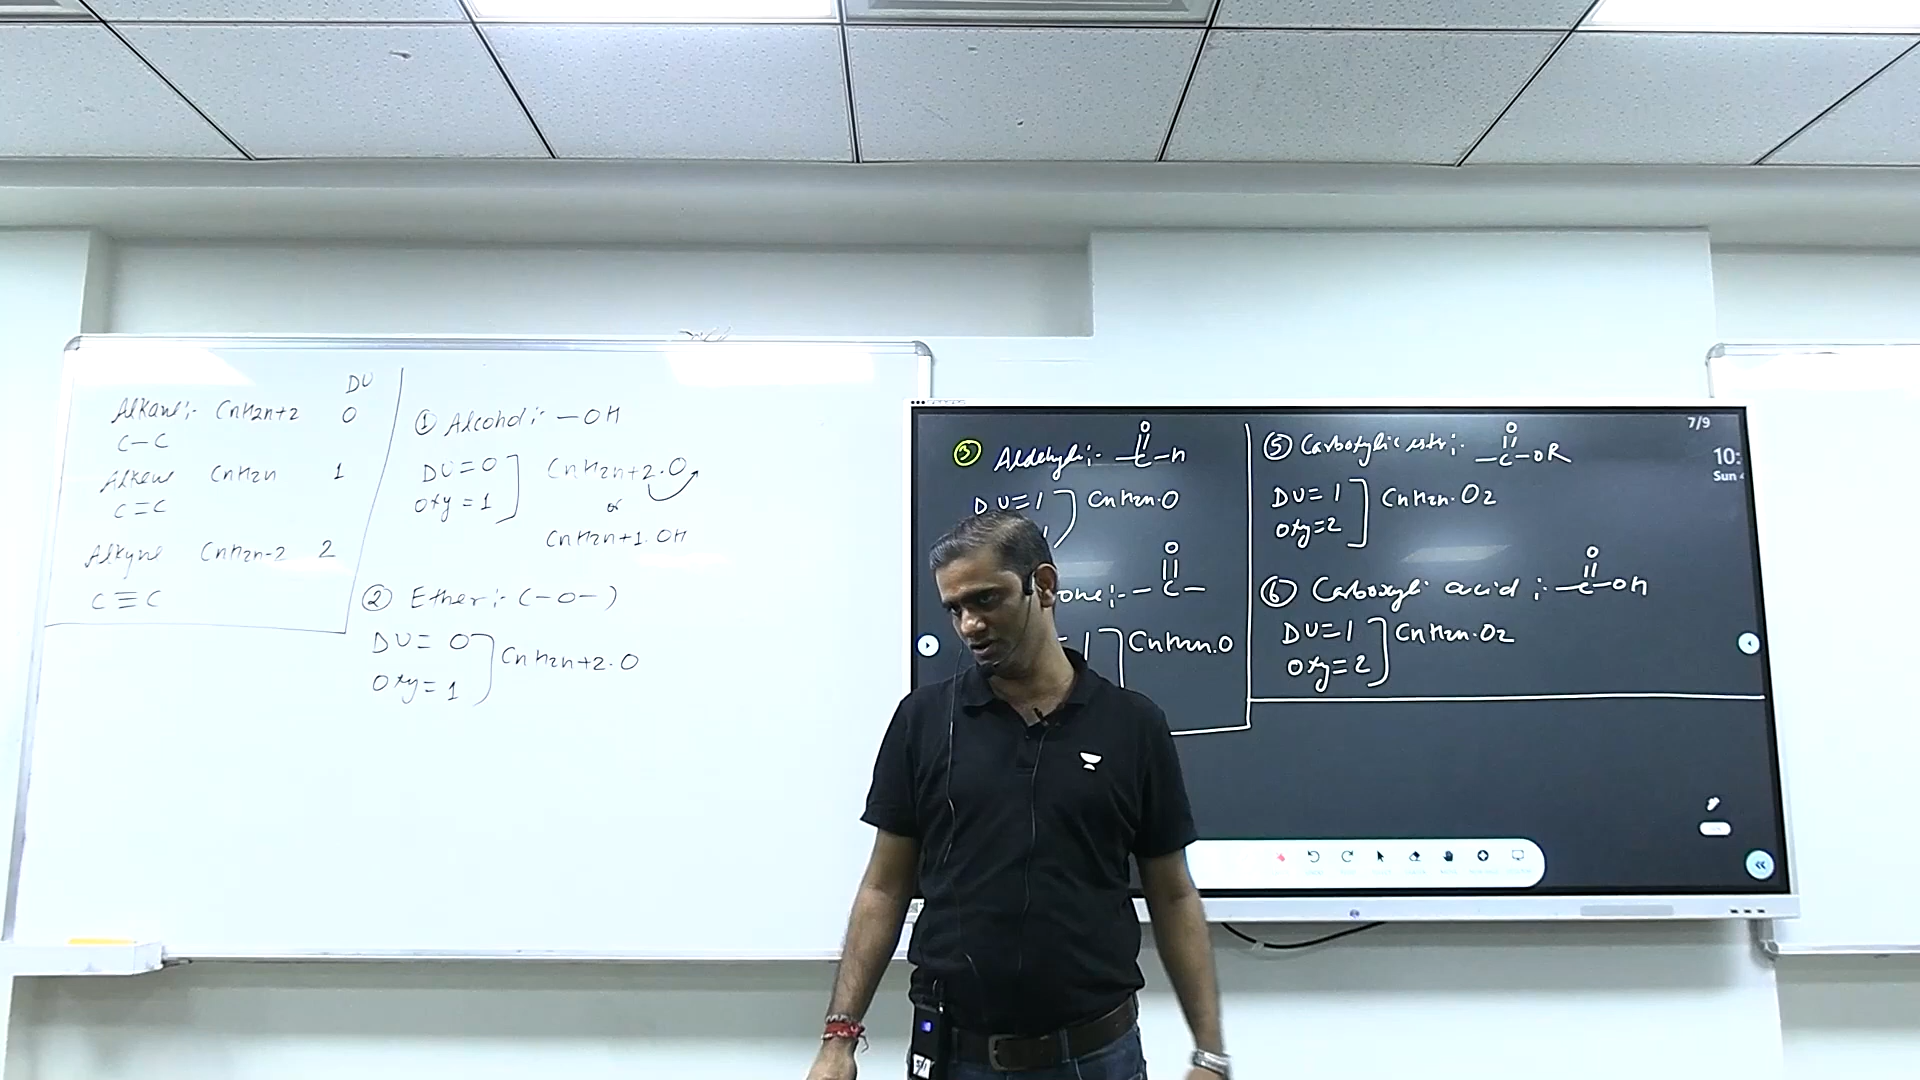 DU
Alkane:- CnH2n+2 0
C-C
Alkene CnH2n 1
C=C
Alkyne CnH2n-2 2
C≡C
① Alcohol:- -OH
DU=0
Oxy=1
CnH2n+2.O
or
CnH2n+1.OH
② Ether:- (-O-)
DU= 0
Oxy= 1
CnH2n+2.O
③ Aldehyde:- -C-H
O
DU=1
1
CnH2n.O
one:- -C-
O
= 1
CnH2n.O
⑤ Carboxylic ester:- -C-OR
O
DU=1
Oxy=2
CnH2n.O2
⑥ Carboxylic acid:- -C-OH
O
DU=1
Oxy=2
CnH2n.O2
7/9
10:
Sun